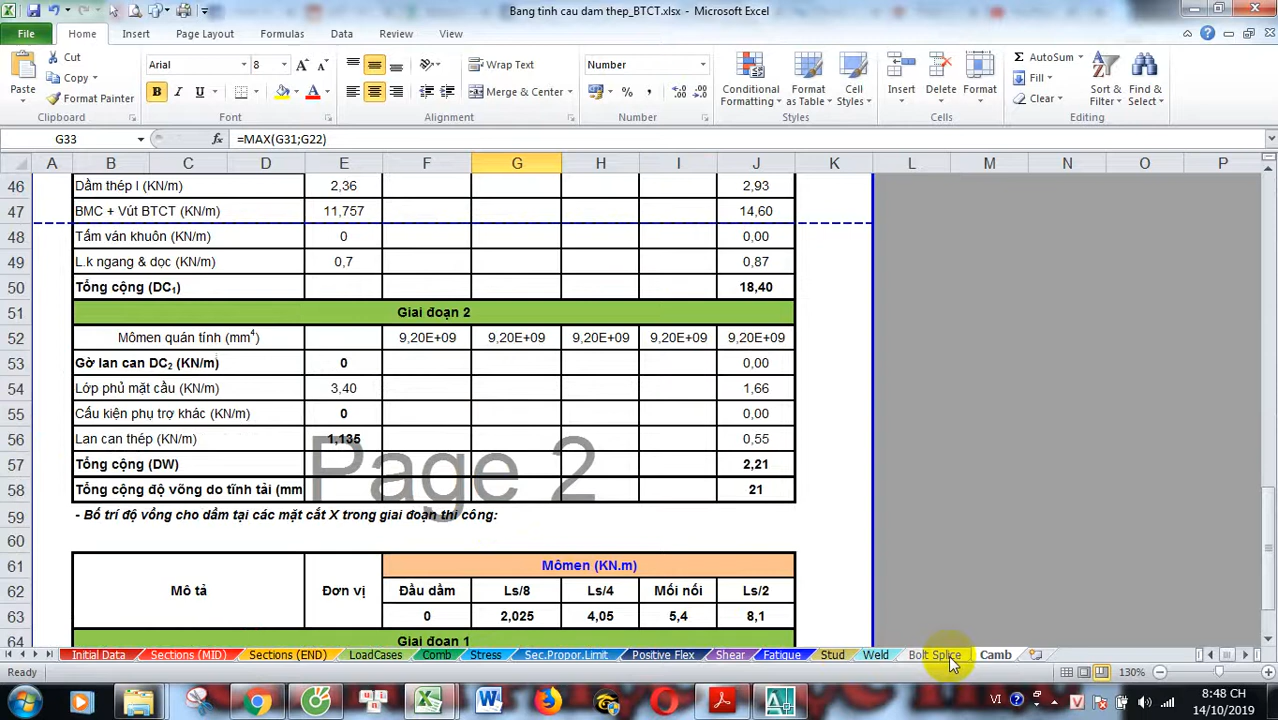 Bang tinh cau dam thep_BTCT.xlsx - Microsoft Excel
File Home Insert Page Layout Formulas Data Review View
Paste Cut Copy Format Painter Clipboard
Arial 8 B I U Font
Wrap Text Merge & Center Alignment
Number % , Number
Conditional Formatting Format as Table Cell Styles Styles
Insert Delete Format Cells
AutoSum Fill Clear Sort & Filter Find & Select Editing
G33 fx =MAX(G31;G22)
A B C D E F G H I J K L M N O P
46 Dầm thép I (KN/m) 2,36 2,93
47 BMC + Vút BTCT (KN/m) 11,757 14,60
48 Tấm ván khuôn (KN/m) 0 0,00
49 L.k ngang & dọc (KN/m) 0,7 0,87
50 Tổng cộng (DC₁) 18,40
51 Giai đoạn 2
52 Mômen quán tính (mm⁴) 9,20E+09 9,20E+09 9,20E+09 9,20E+09 9,20E+09
53 Gờ lan can DC₂ (KN/m) 0 0,00
54 Lớp phủ mặt cầu (KN/m) 3,40 1,66
55 Cấu kiện phụ trợ khác (KN/m) 0 0,00
56 Lan can thép (KN/m) 1,135 0,55
57 Tổng cộng (DW) 2,21
Page 2
58 Tổng cộng độ võng do tĩnh tải (mm 21
59 - Bố trí độ vồng cho dầm tại các mặt cắt X trong giai đoạn thi công:
60
61 Mômen (KN.m)
62 Mô tả Đơn vị Đầu dầm Ls/8 Ls/4 Mối nối Ls/2
63 0 2,025 4,05 5,4 8,1
64 Giai đoạn 1
Initial Data Sections (MID) Sections (END) LoadCases Comb Stress Sec.Propor.Limit Positive Flex Shear Fatigue Stud Weld Bolt Splice Camb
Ready 130%
VI 8:48 CH
14/10/2019